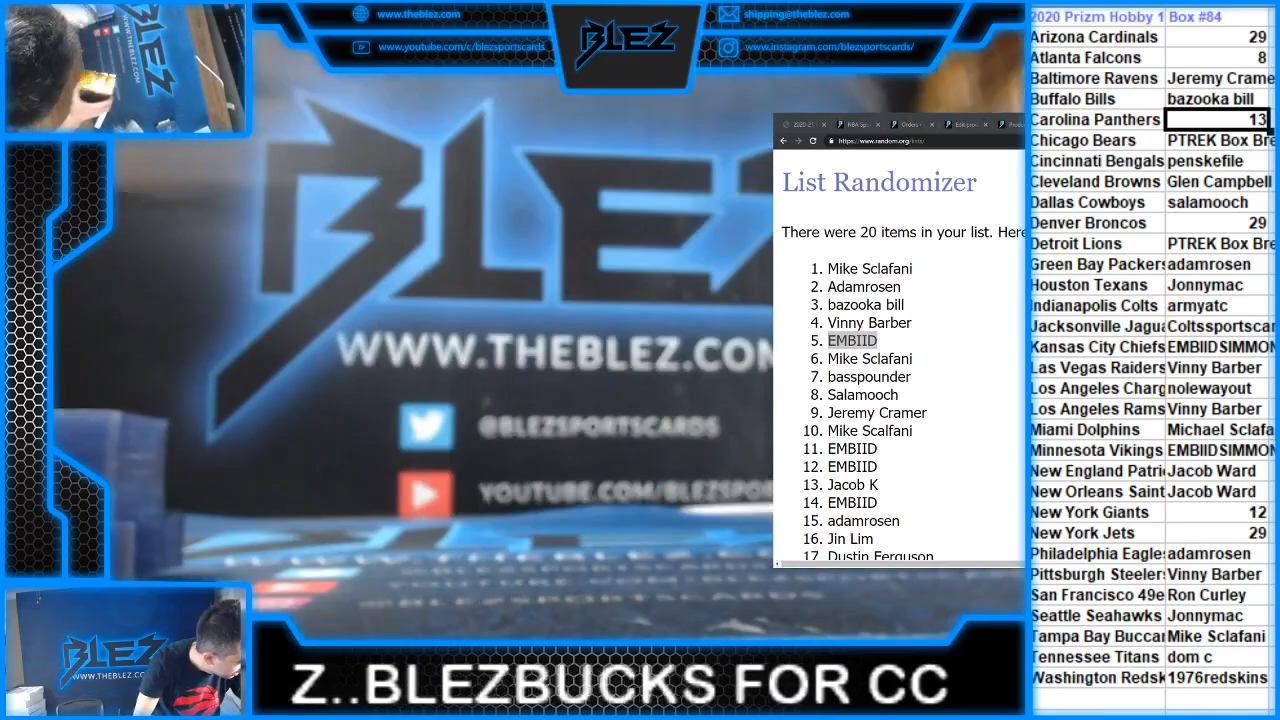 www.theblez.com
shipping@theblez.com
www.youtube.com/c/blezsportscards
www.instagram.com/blezsportscards/
BLEZ
BLEZ
WWW.THEBLEZ.COM
@BLEZSPORTSCARDS
YOUTUBE.COM/BLEZSPO
https://www.random.org/lists/
List Randomizer
There were 20 items in your list. Here
1. Mike Sclafani
2. Adamrosen
3. bazooka bill
4. Vinny Barber
5. EMBIID
6. Mike Sclafani
7. basspounder
8. Salamooch
9. Jeremy Cramer
10. Mike Scalfani
11. EMBIID
12. EMBIID
13. Jacob K
14. EMBIID
15. adamrosen
16. Jin Lim
17. Dustin Ferguson
2020 Prizm Hobby 1 Box #84
Arizona Cardinals 29
Atlanta Falcons 8
Baltimore Ravens Jeremy Crame
Buffalo Bills bazooka bill
Carolina Panthers 13
Chicago Bears PTREK Box Bre
Cincinnati Bengals penskefile
Cleveland Browns Glen Campbell
Dallas Cowboys salamooch
Denver Broncos 29
Detroit Lions PTREK Box Bre
Green Bay Packers adamrosen
Houston Texans Jonnymac
Indianapolis Colts armyatc
Jacksonville Jagua Coltssportscar
Kansas City Chiefs EMBIIDSIMMON
Las Vegas Raiders Vinny Barber
Los Angeles Charg nolewayout
Los Angeles Rams Vinny Barber
Miami Dolphins Michael Sclafa
Minnesota Vikings EMBIIDSIMMON
New England Patri Jacob Ward
New Orleans Saint Jacob Ward
New York Giants 12
New York Jets 29
Philadelphia Eagle adamrosen
Pittsburgh Steelers Vinny Barber
San Francisco 49e Ron Curley
Seattle Seahawks Jonnymac
Tampa Bay Buccar Mike Sclafani
Tennessee Titans dom c
Washington Redsk 1976redskins
BLEZ
WWW.THEBLEZ.COM
Z..BLEZBUCKS FOR CC